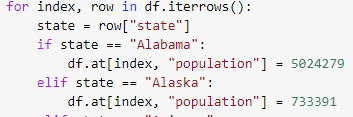 for index, row in df.iterrows():
    state = row["state"]
    if state == "Alabama":
        df.at[index, "population"] = 5024279
    elif state == "Alaska":
        df.at[index, "population"] = 733391